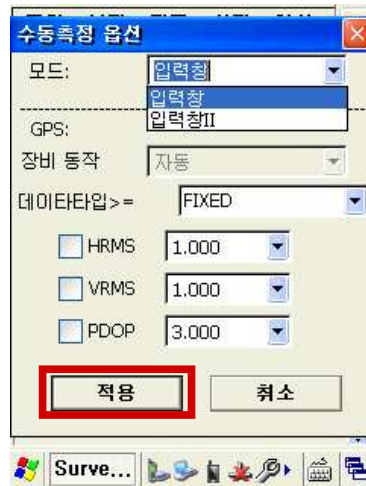 수동측정 옵션
모드: 입력창
입력창
입력창II
GPS:
장비 동작 자동
데이타타입>= FIXED
HRMS 1.000
VRMS 1.000
PDOP 3.000
적용 취소
Surve...